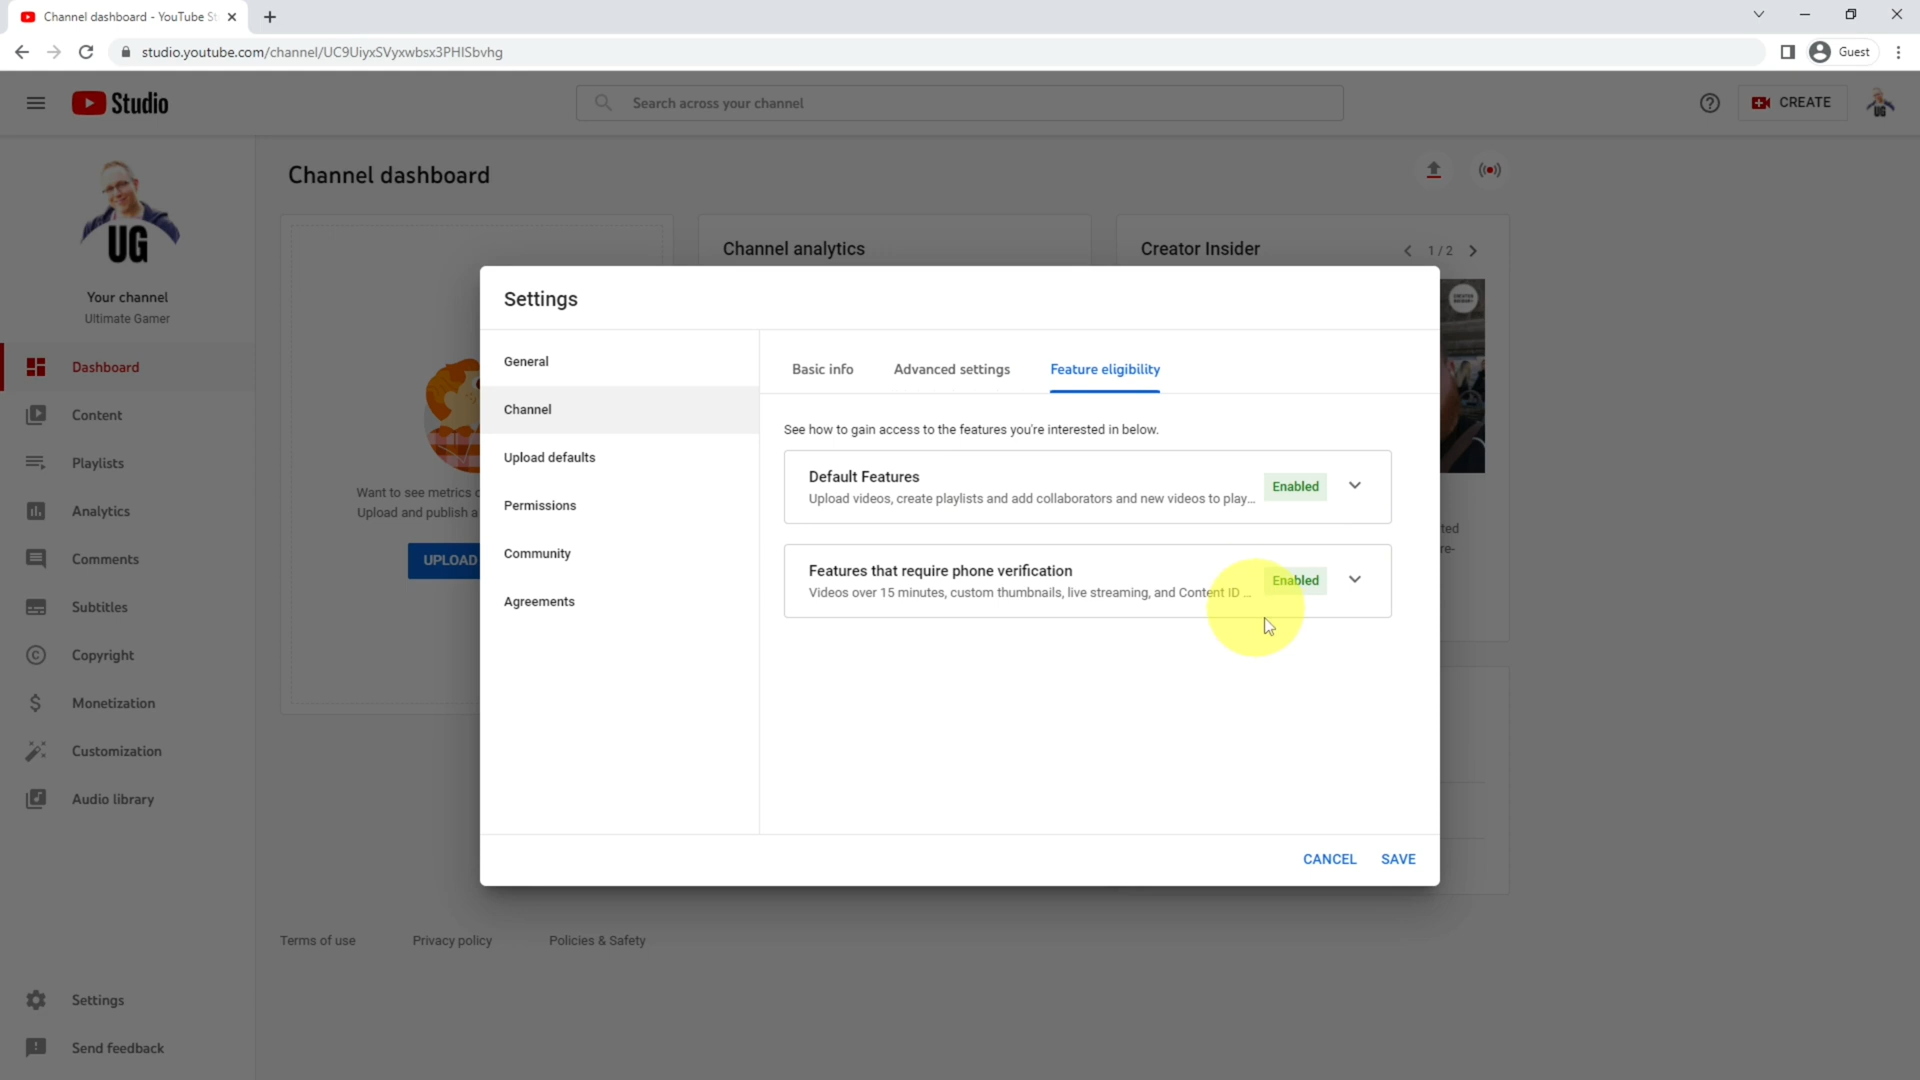 Channel dashboard - YouTube St
studio.youtube.com/channel/UC9UiyxSVyxwbsx3PHISbvhg
Guest
Studio
Search across your channel
CREATE
UG
UG
Your channel
Ultimate Gamer
Dashboard
Content
Playlists
Analytics
Comments
Subtitles
Copyright
Monetization
Customization
Audio library
Settings
Send feedback
Channel dashboard
Want to see metrics
Upload and publish a
UPLOAD
Channel analytics
Creator Insider
1 / 2
ted
re-
Settings
General
Channel
Upload defaults
Permissions
Community
Agreements
Basic info
Advanced settings
Feature eligibility
See how to gain access to the features you're interested in below.
Default Features
Upload videos, create playlists and add collaborators and new videos to play...
Enabled
Features that require phone verification
Videos over 15 minutes, custom thumbnails, live streaming, and Content ID ...
Enabled
CANCEL
SAVE
Terms of use
Privacy policy
Policies & Safety